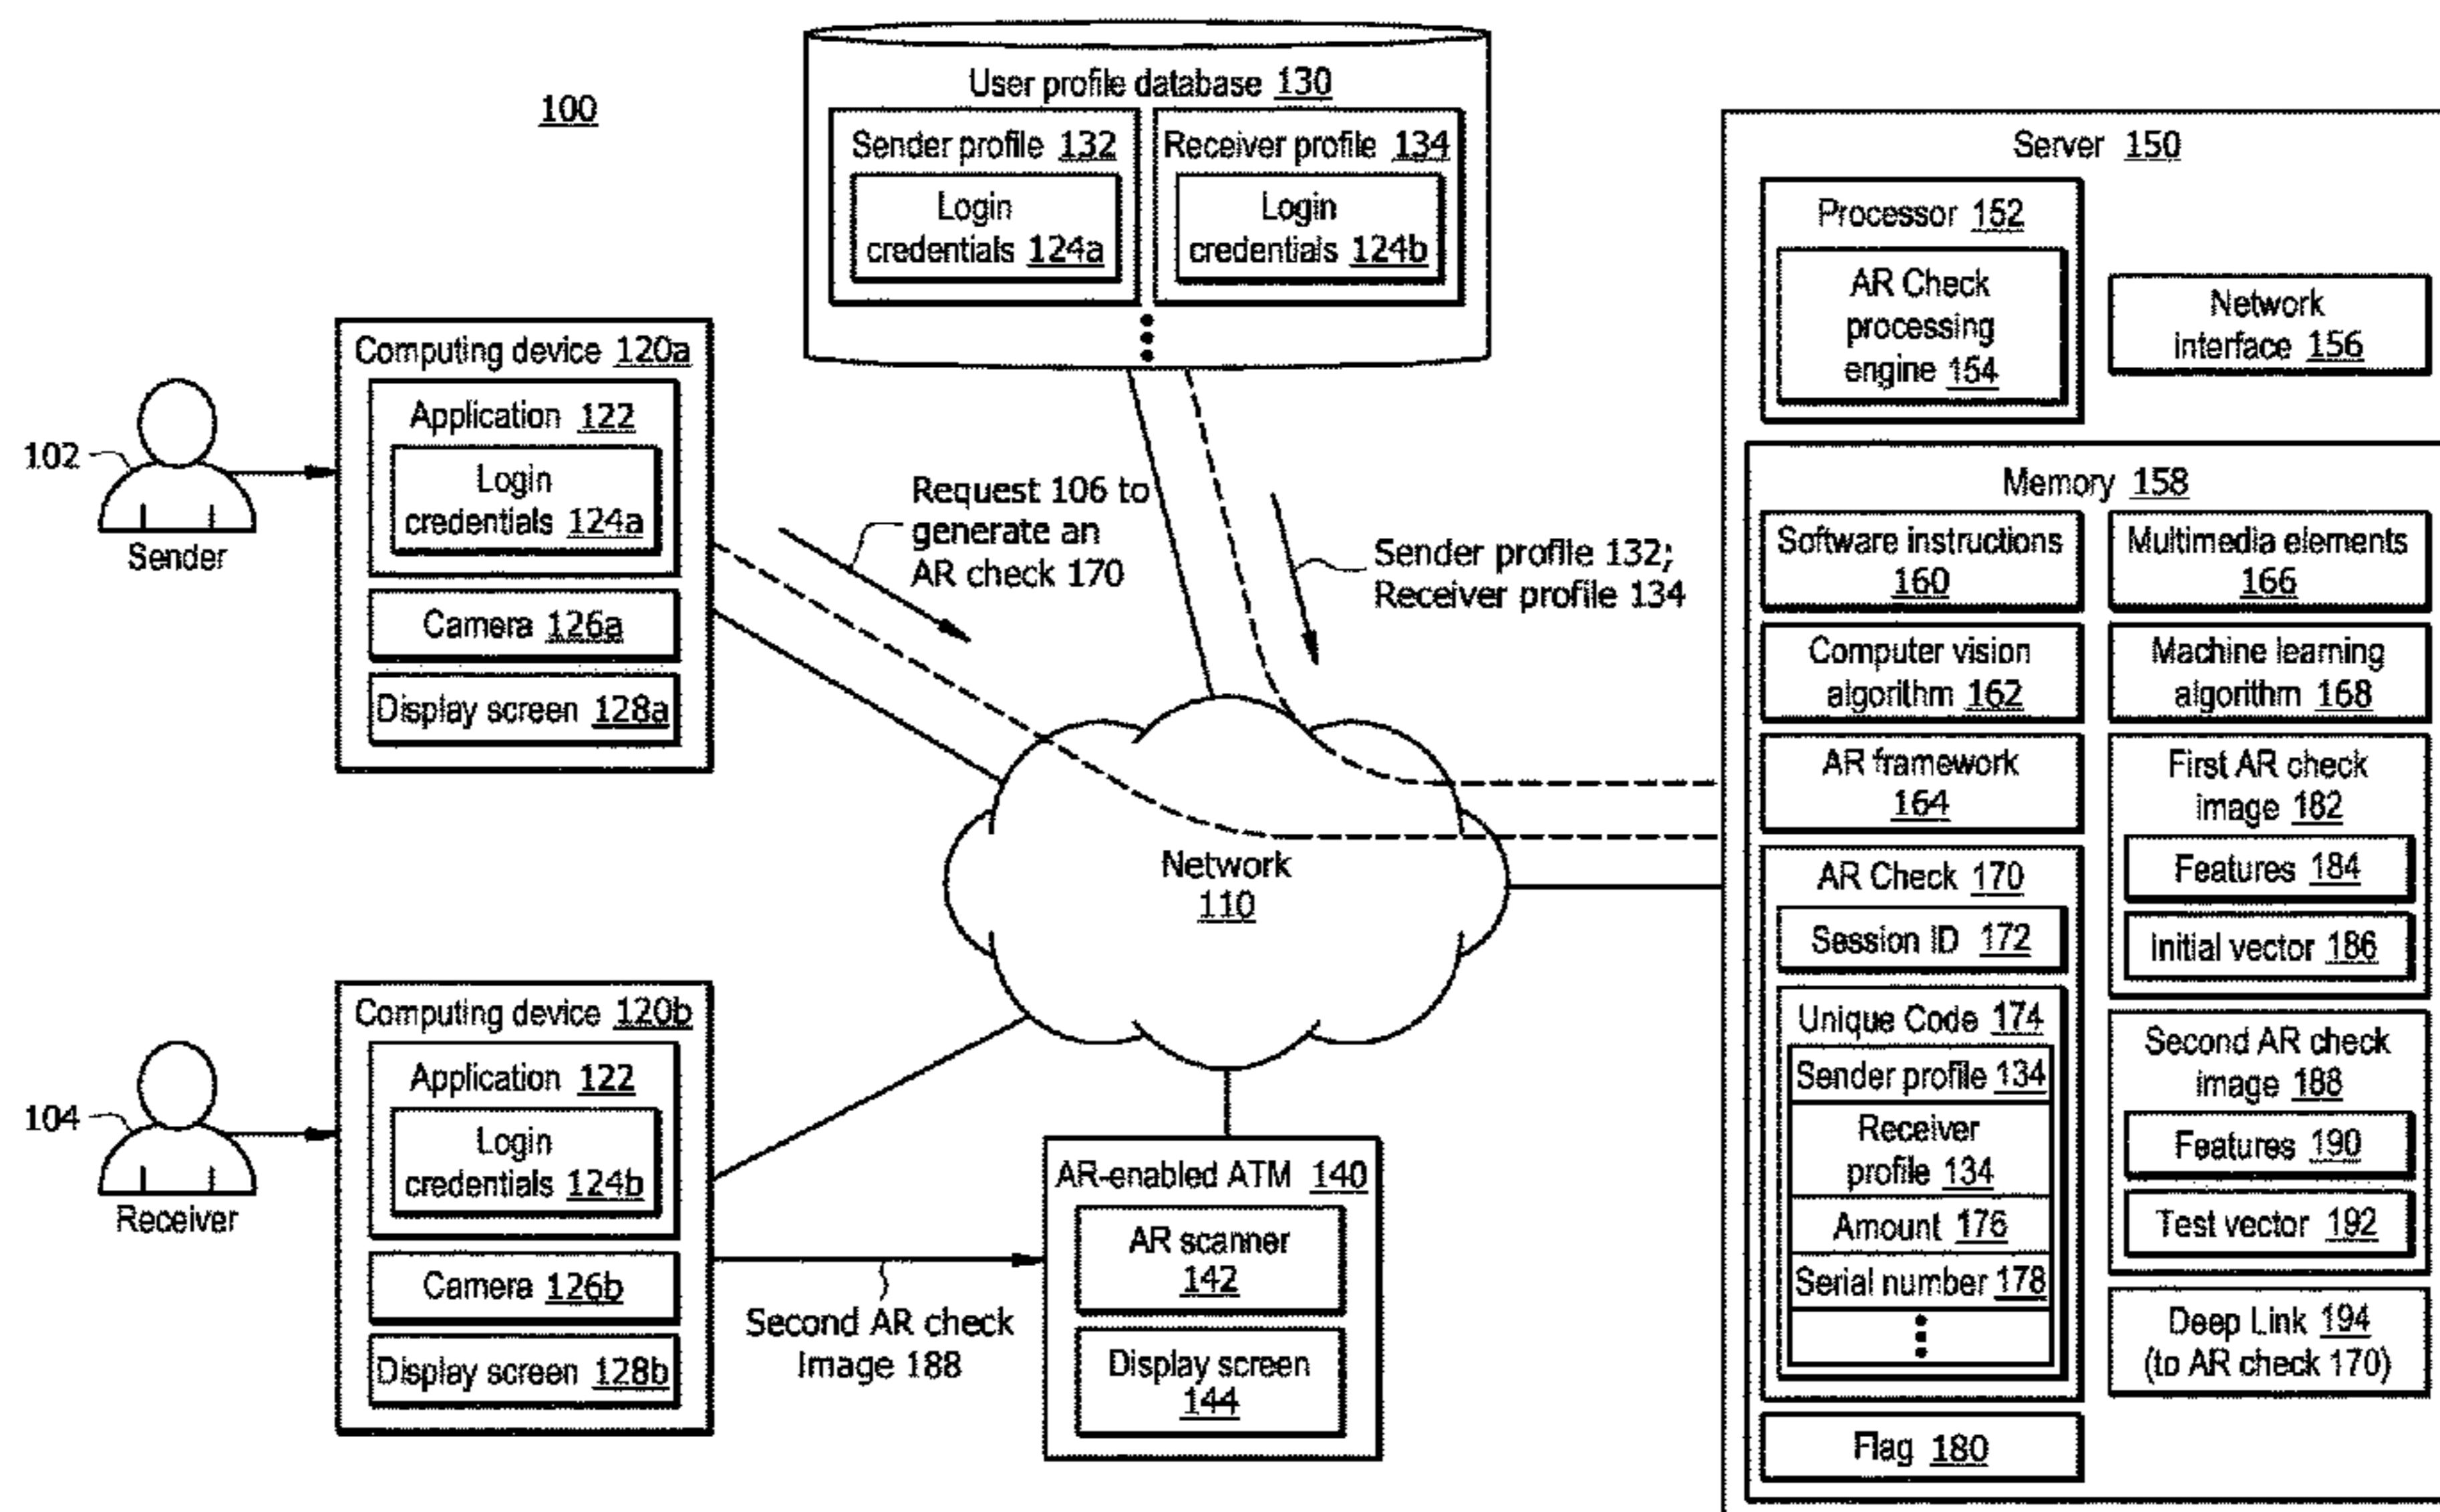 100
User profile database 130
Sender profile 132
Login
credentials 124a
Receiver profile 134
Login
credentials 124b
102
Sender
Computing device 120a
Application 122
Login
credentials 124a
Camera 126a
Display screen 128a
Request 106 to
generate an
AR check 170
Sender profile 132;
Receiver profile 134
Network
110
104
Receiver
Computing device 120b
Application 122
Login
credentials 124b
Camera 126b
Display screen 128b
Second AR check
Image 188
AR-enabled ATM 140
AR scanner
142
Display screen
144
Server 150
Processor 152
AR Check
processing
engine 154
Network
interface 156
Memory 158
Software instructions
160
Multimedia elements
166
Computer vision
algorithm 162
Machine learning
algorithm 168
AR framework
164
AR Check 170
Session ID 172
Unique Code 174
Sender profile 134
Receiver
profile 134
Amount 176
Serial number 178
Flag 180
First AR check
image 182
Features 184
Initial vector 186
Second AR check
image 188
Features 190
Test vector 192
Deep Link 194
(to AR check 170)